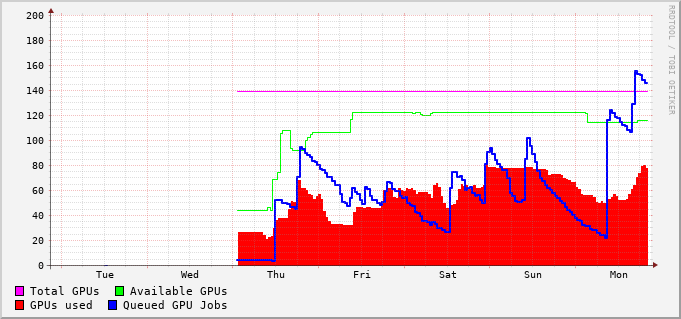 200
180
160
140
120
100
80
60
40
20
0
Tue Wed Thu Fri Sat Sun Mon
Total GPUs Available GPUs
GPUs used Queued GPU Jobs
RRDTOOL / TOBI OETIKER